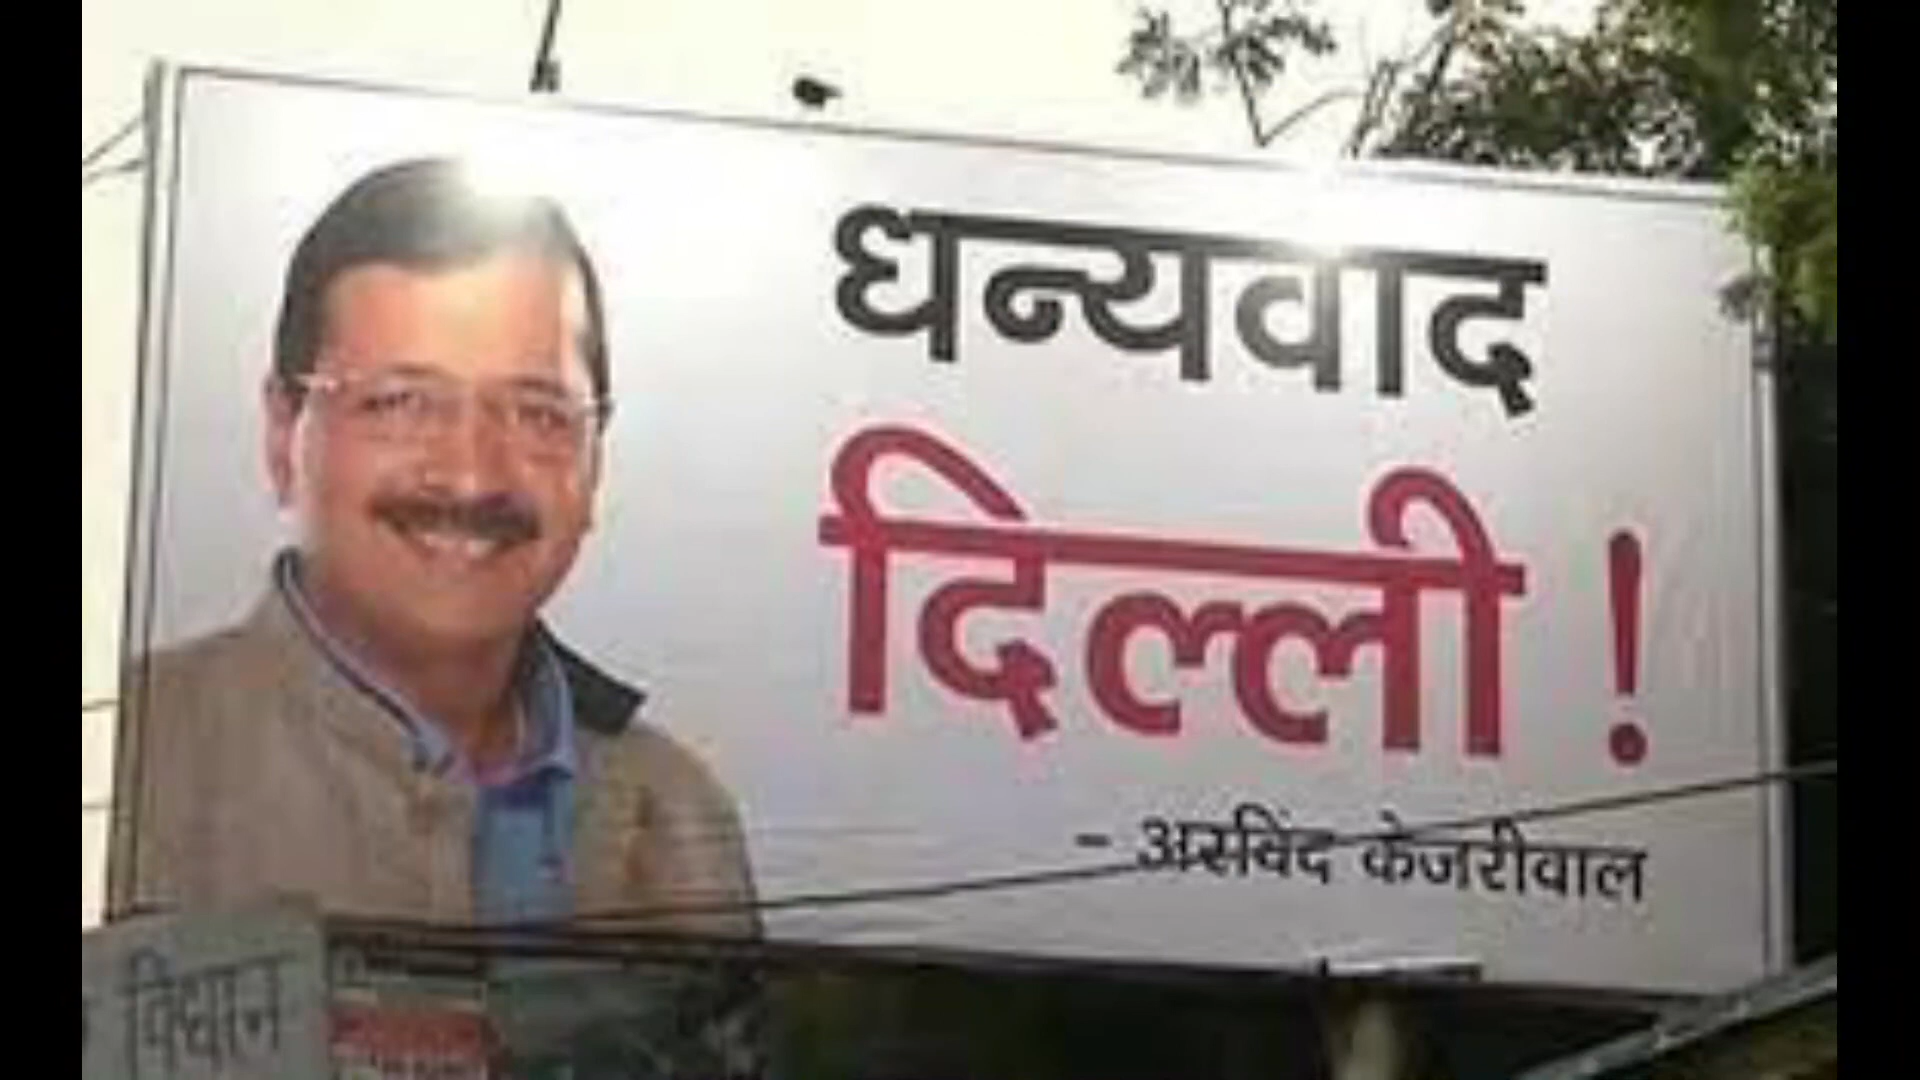 धन्यवाद
दिल्ली !
- अरविंद केजरीवाल
विधान